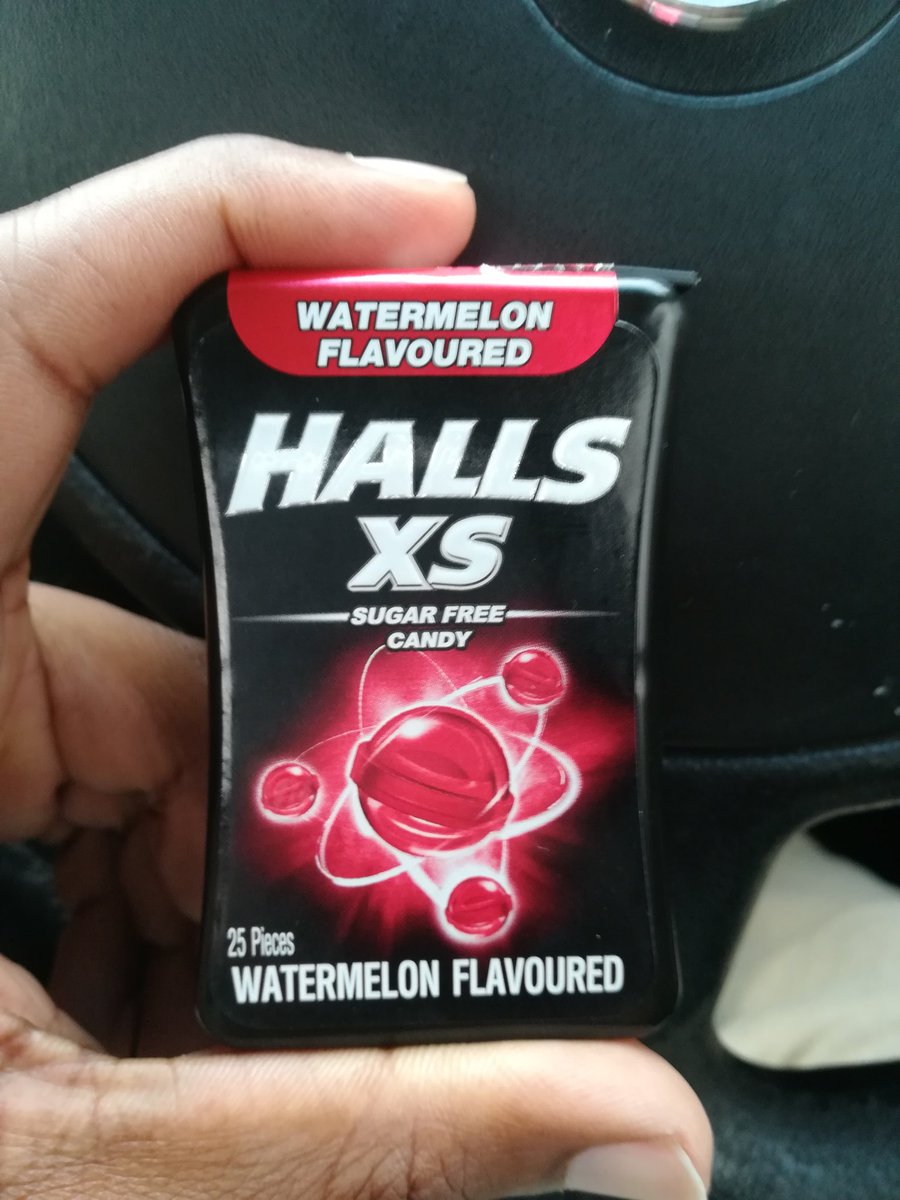 WATERMELON
FLAVOURED
HALLS
XS
SUGAR FREE
CANDY
25 Pieces
WATERMELON FLAVOURED